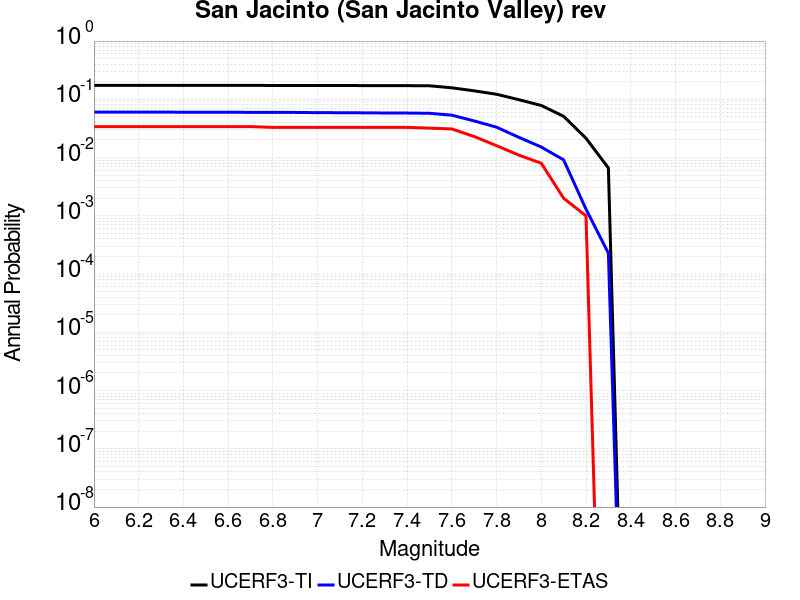 San Jacinto (San Jacinto Valley) rev
10^0
10^-1
10^-2
10^-3
10^-4
10^-5
10^-6
10^-7
10^-8
Annual Probability
6 6.2 6.4 6.6 6.8 7 7.2 7.4 7.6 7.8 8 8.2 8.4 8.6 8.8 9
Magnitude
UCERF3-TI UCERF3-TD UCERF3-ETAS